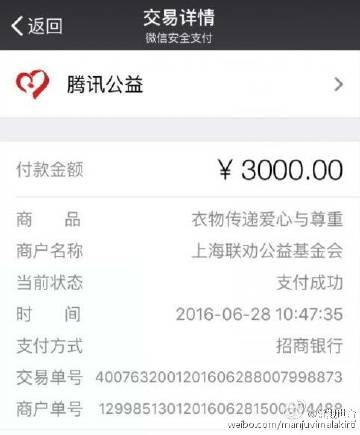 返回
交易详情
微信安全支付
腾讯公益
付款金额 ¥ 3000.00
商 品 衣物传递爱心与尊重
商户名称 上海联劝公益基金会
当前状态 支付成功
时 间 2016-06-28 10:47:35
支付方式 招商银行
交易单号 4007632001201606288007998873
商户单号
weibo.com/manjuvimalakirti